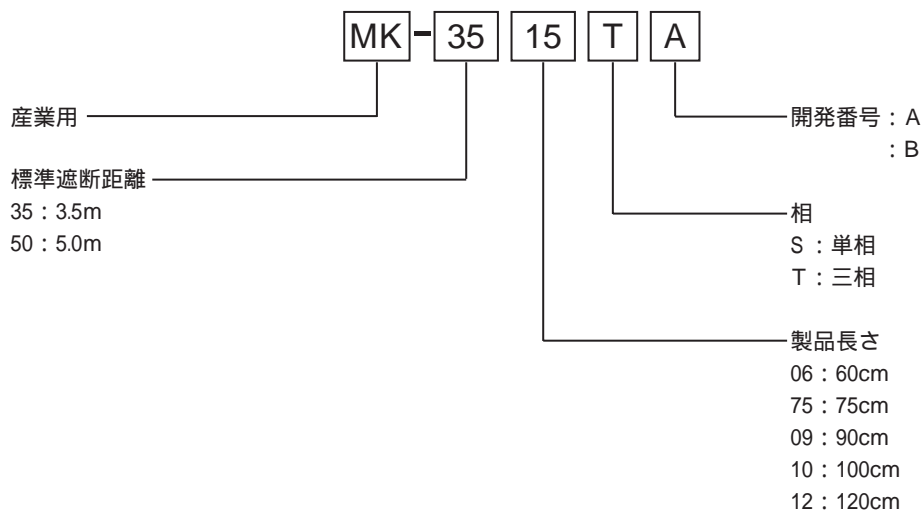 MK-35 15 T A
産業用
標準遮断距離
35：3.5m
50：5.0m
開発番号：A
：B
相
S：単相
T：三相
製品長さ
06：60cm
75：75cm
09：90cm
10：100cm
12：120cm